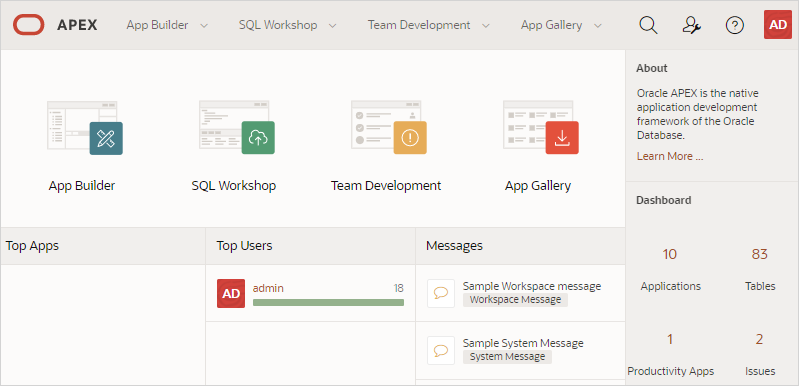 APEX App Builder SQL Workshop Team Development App Gallery AD
App Builder SQL Workshop Team Development App Gallery
About
Oracle APEX is the native
application development
framework of the Oracle
Database.
Learn More ...
Top Apps Top Users Messages
AD admin 18
Sample Workspace message
Workspace Message
Sample System Message
System Message
Dashboard
10 83
Applications Tables
1 2
Productivity Apps Issues